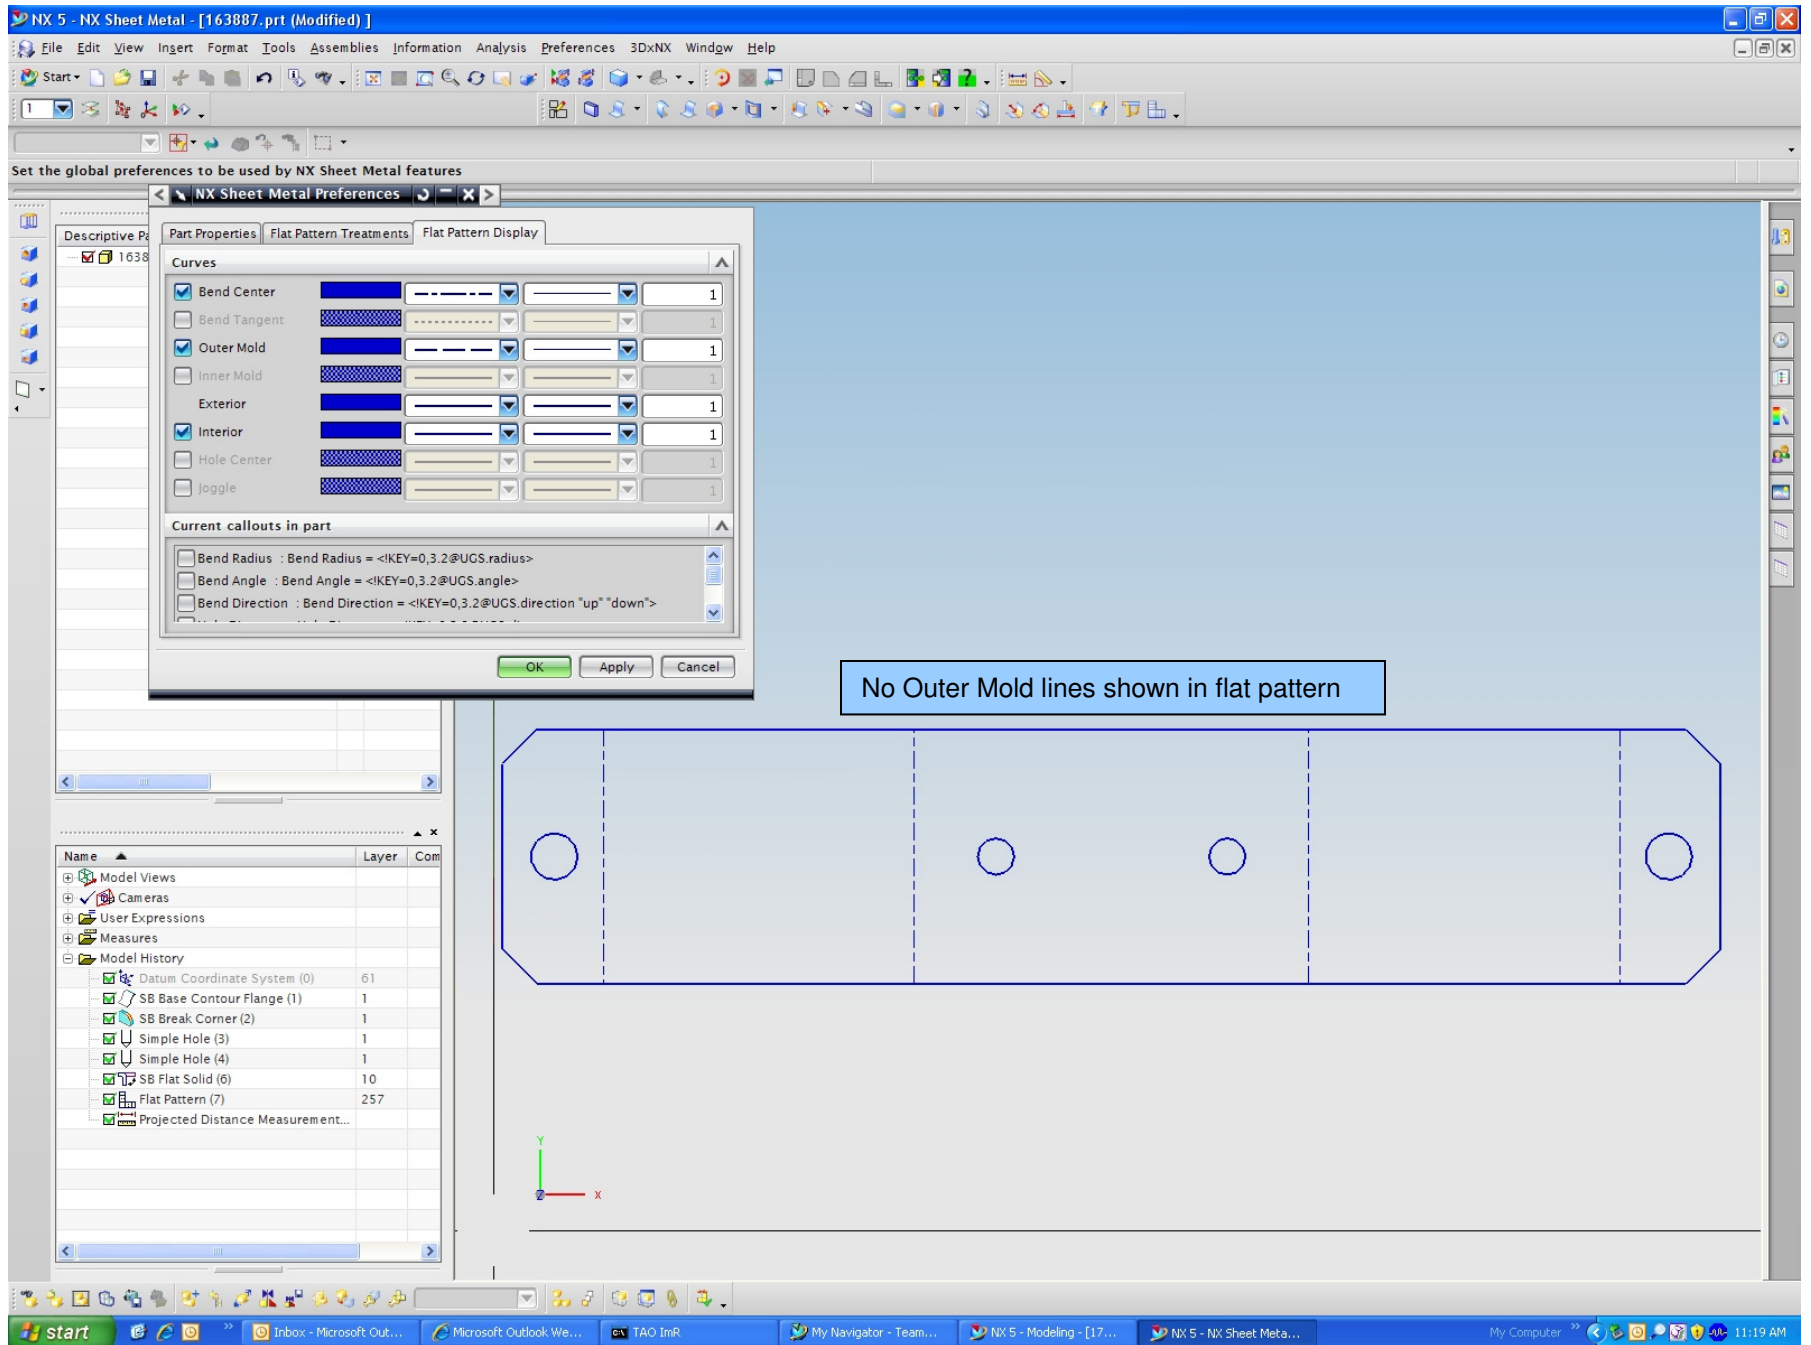 NX 5 - NX Sheet Metal - [163887.prt (Modified) ]
File Edit View Insert Format Tools Assemblies Information Analysis Preferences 3DxNX Window Help
Start
1
Set the global preferences to be used by NX Sheet Metal features
NX Sheet Metal Preferences
Part Properties Flat Pattern Treatments Flat Pattern Display
Descriptive Pa
1638
Curves
Bend Center 1
Bend Tangent 1
Outer Mold 1
Inner Mold 1
Exterior 1
Interior 1
Hole Center 1
Joggle 1
Current callouts in part
Bend Radius : Bend Radius = <!KEY=0,3.2@UGS.radius>
Bend Angle : Bend Angle = <!KEY=0,3.2@UGS.angle>
Bend Direction : Bend Direction = <!KEY=0,3.2@UGS.direction "up" "down">
OK Apply Cancel
No Outer Mold lines shown in flat pattern
Name Layer Com
Model Views
Cameras
User Expressions
Measures
Model History
Datum Coordinate System (0) 61
SB Base Contour Flange (1) 1
SB Break Corner (2) 1
Simple Hole (3) 1
Simple Hole (4) 1
SB Flat Solid (6) 10
Flat Pattern (7) 257
Projected Distance Measurement...
Y
Z X
start Inbox - Microsoft Out... Microsoft Outlook We... TAO ImR My Navigator - Team... NX 5 - Modeling - [17... NX 5 - NX Sheet Meta... My Computer 11:19 AM